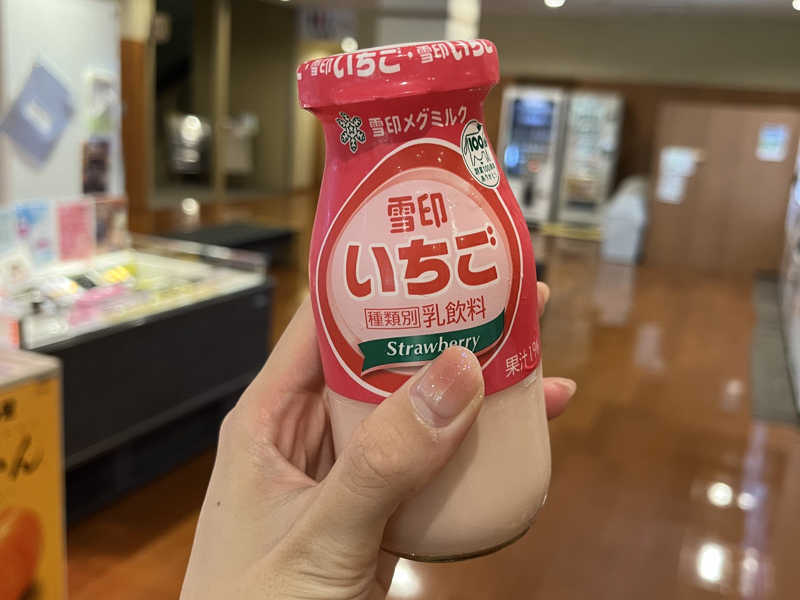 雪印いちご・雪印いちご
雪印メグミルク
100
雪印
いちご
種類別 乳飲料
Strawberry
果汁1%